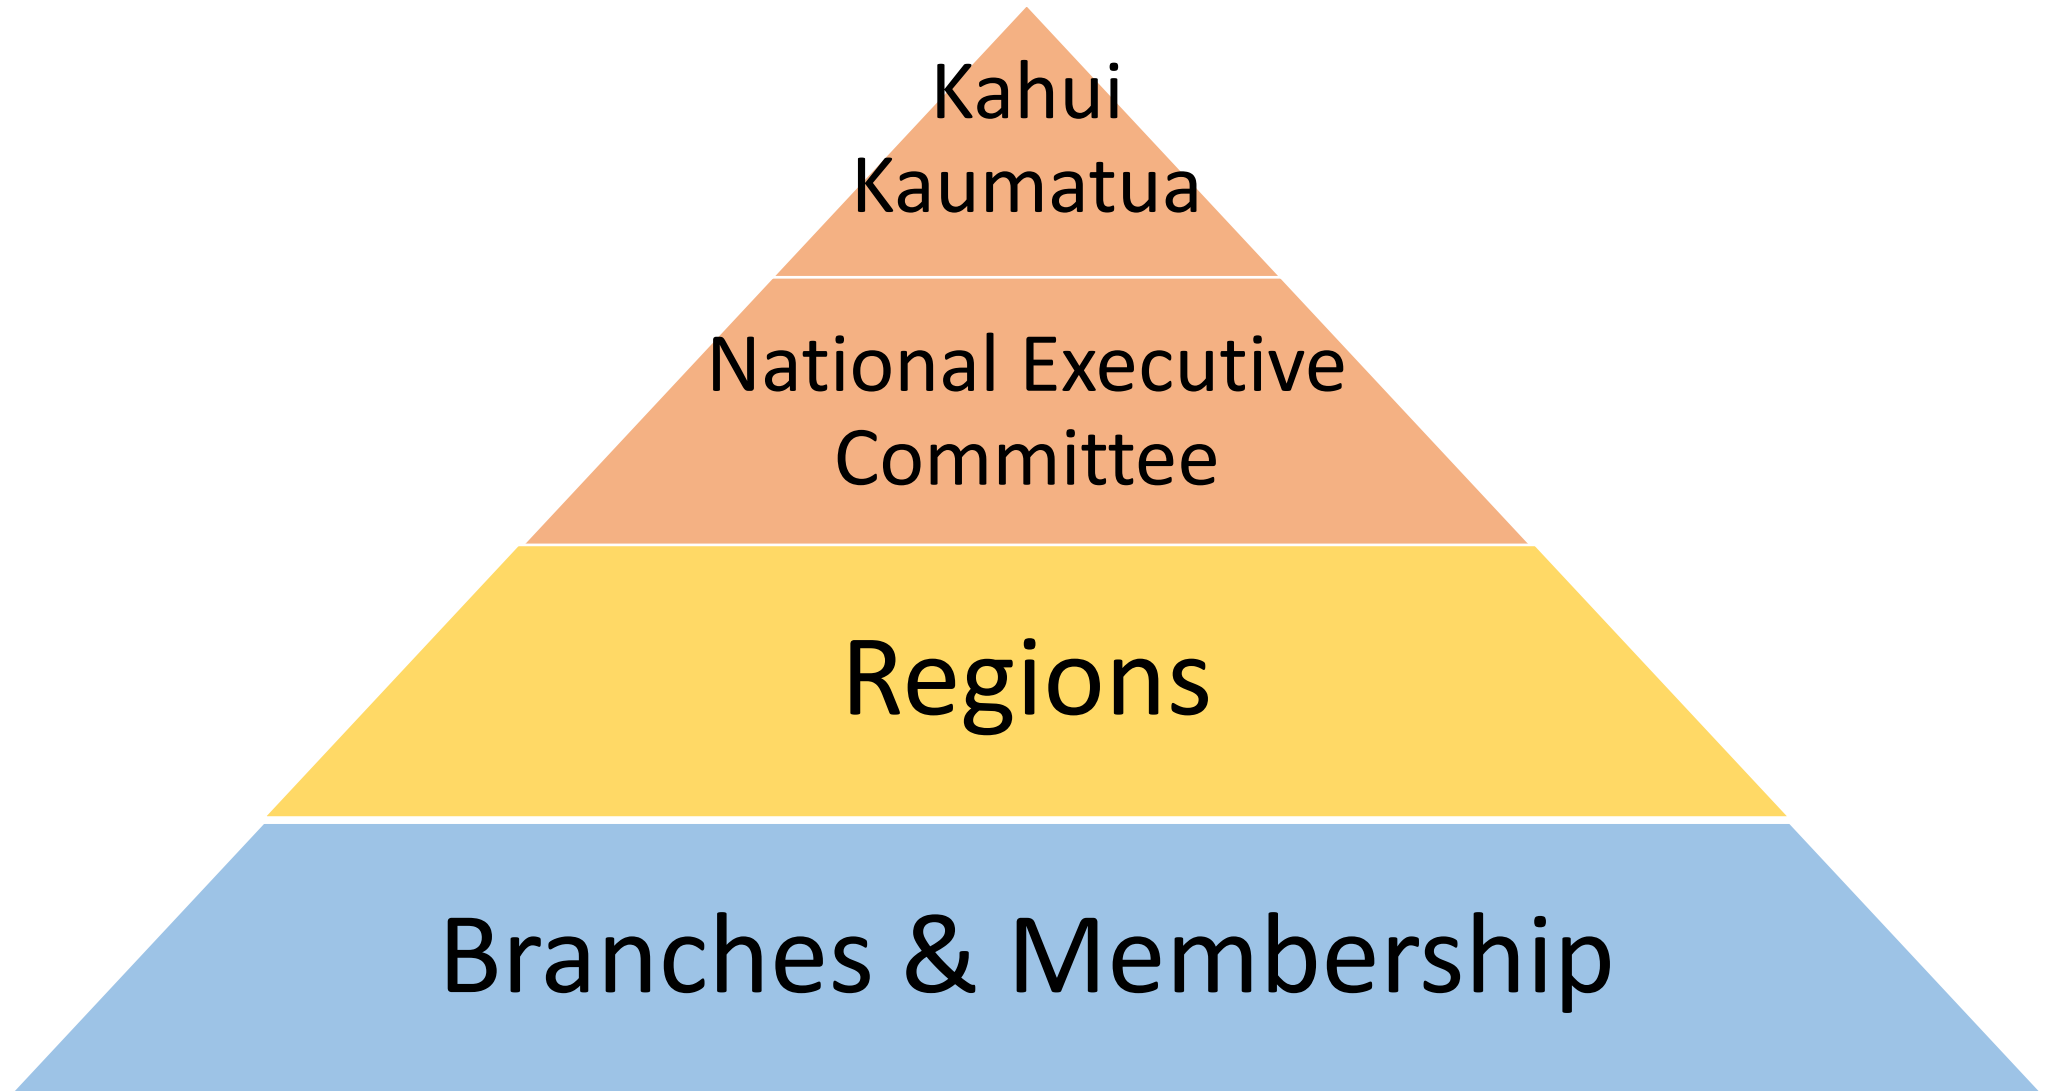 Kahui
Kaumatua
National Executive
Committee
Regions
Branches & Membership